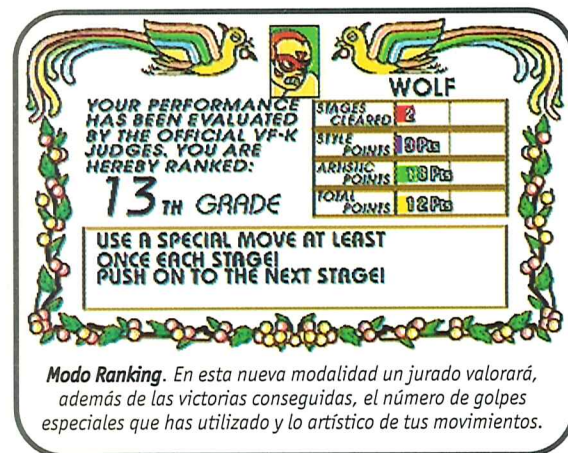 WOLF
YOUR PERFORMANCE
HAS BEEN EVALUATED
BY THE OFFICIAL VF-K
JUDGES. YOU ARE
HEREBY RANKED:
13TH GRADE
STAGES
CLEARED 2
STYLE
POINTS Pts
ARTISTIC
POINTS Pts
TOTAL
POINTS 12Pts
USE A SPECIAL MOVE AT LEAST
ONCE EACH STAGE!
PUSH ON TO THE NEXT STAGE!
Modo Ranking. En esta nueva modalidad un jurado valorará,
además de las victorias conseguidas, el número de golpes
especiales que has utilizado y lo artístico de tus movimientos.